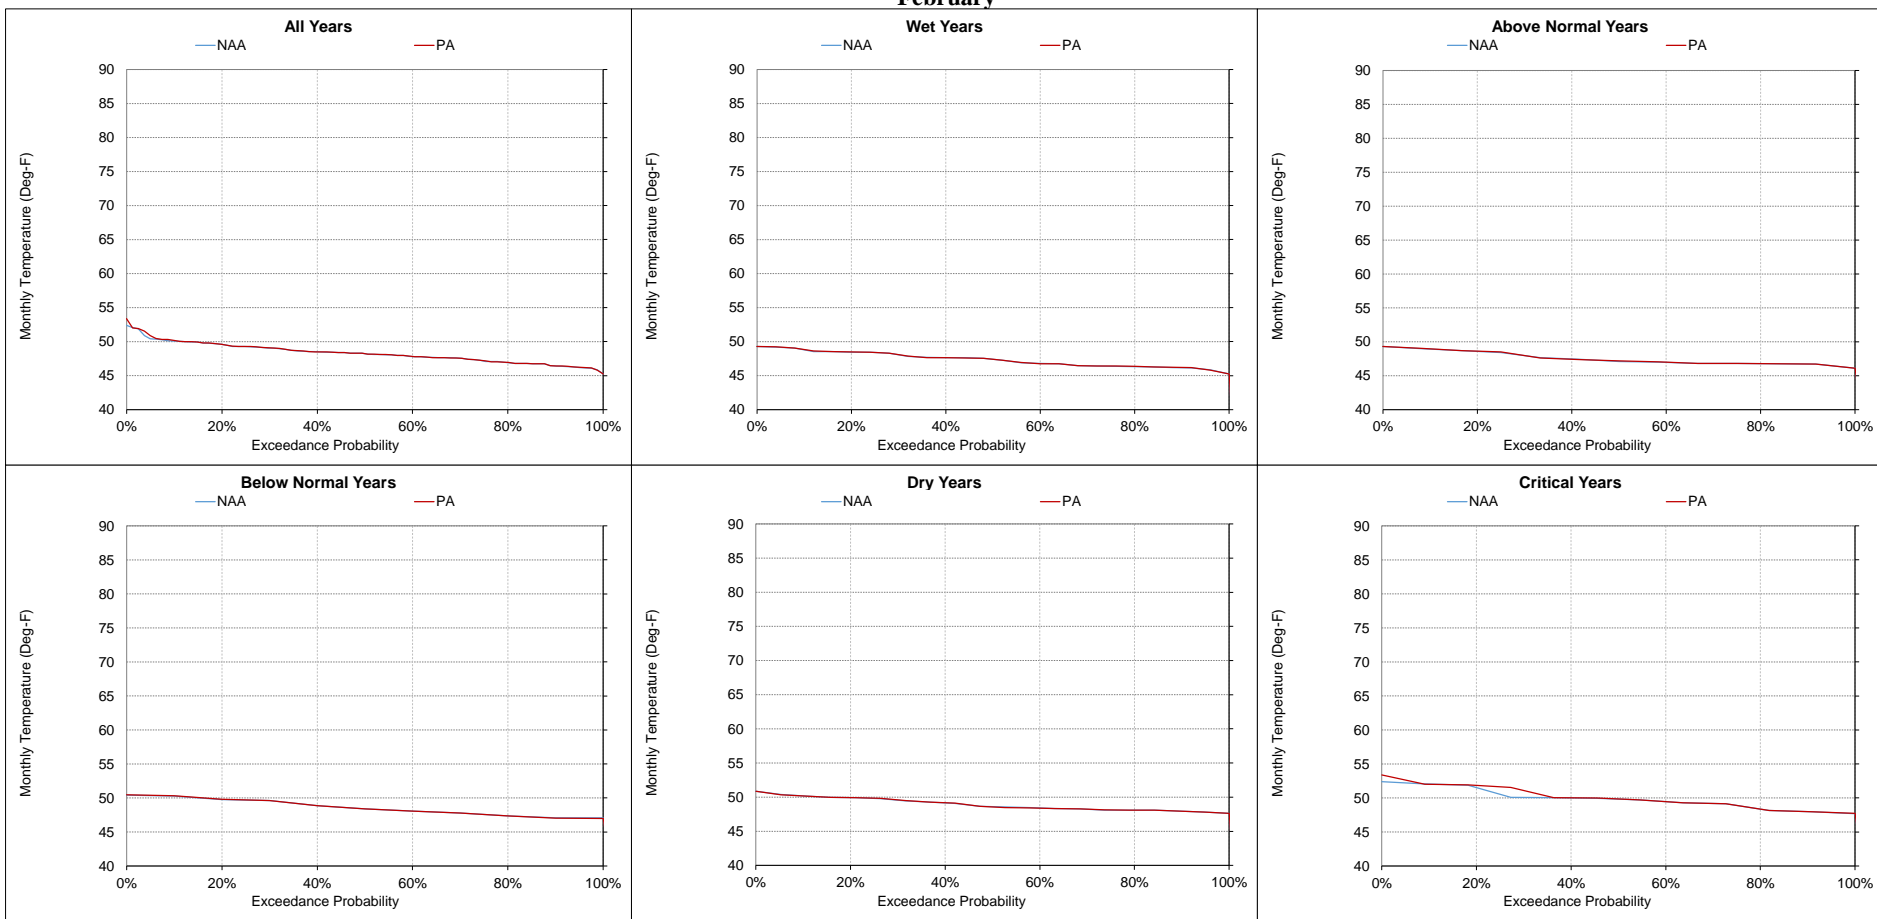 February
All Years
NAA PA
90
85
80
75
70
65
60
55
50
45
40
Monthly Temperature (Deg-F)
0% 20% 40% 60% 80% 100%
Exceedance Probability
Wet Years
NAA PA
90
85
80
75
70
65
60
55
50
45
40
Monthly Temperature (Deg-F)
0% 20% 40% 60% 80% 100%
Exceedance Probability
Above Normal Years
NAA PA
90
85
80
75
70
65
60
55
50
45
40
Monthly Temperature (Deg-F)
0% 20% 40% 60% 80% 100%
Exceedance Probability
Below Normal Years
NAA PA
90
85
80
75
70
65
60
55
50
45
40
Monthly Temperature (Deg-F)
0% 20% 40% 60% 80% 100%
Exceedance Probability
Dry Years
NAA PA
90
85
80
75
70
65
60
55
50
45
40
Monthly Temperature (Deg-F)
0% 20% 40% 60% 80% 100%
Exceedance Probability
Critical Years
NAA PA
90
85
80
75
70
65
60
55
50
45
40
Monthly Temperature (Deg-F)
0% 20% 40% 60% 80% 100%
Exceedance Probability